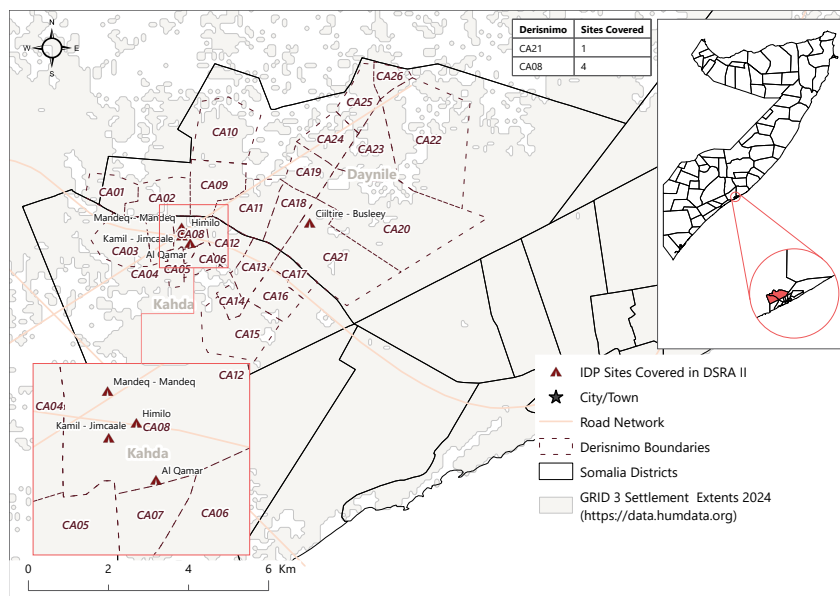 N
W
E
S
Derisnimo Sites Covered
CA21 1
CA08 4
CA26
CA25
CA10
CA24
CA23
CA22
CA19
Daynile
CA01
CA02
CA09
CA11
CA18
Ciiltire - Busleey
Mandeq - Mandeq
Himilo
CA08
Kamil - Jimcaale
CA12
CA20
CA03
Al Qamar
CA06
CA21
CA04
CA05
CA13
CA17
Kahda
CA14
CA16
CA15
CA12
Mandeq - Mandeq
CA04
Himilo
Kamil - Jimcaale
CA08
Kahda
Al Qamar
CA05
CA07
CA06
0 2 4 6 Km
IDP Sites Covered in DSRA II
City/Town
Road Network
Derisnimo Boundaries
Somalia Districts
GRID 3 Settlement Extents 2024
(https://data.humdata.org)